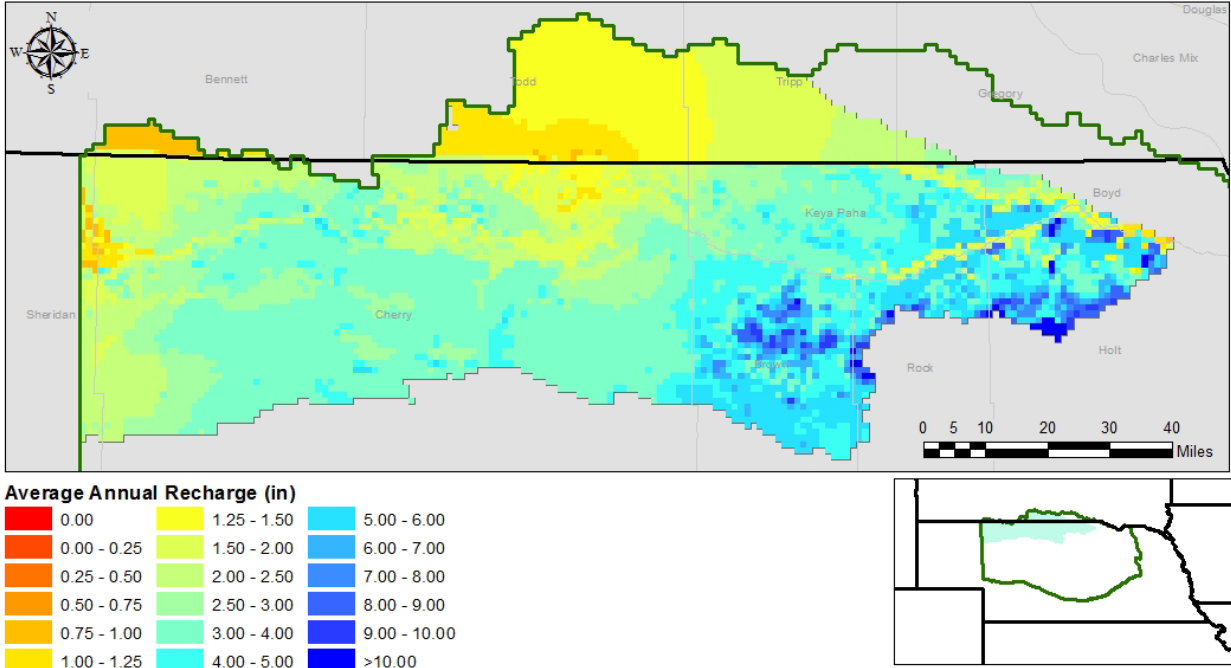 Douglas
N
W
E
S
Charles Mix
Bennett
Todd
Tripp
Gregory
Boyd
Keya Paha
Sheridan
Cherry
Holt
Brown
Rock
0 5 10 20 30 40
Miles
Average Annual Recharge (in)
0.00
0.00 - 0.25
0.25 - 0.50
0.50 - 0.75
0.75 - 1.00
1.00 - 1.25
1.25 - 1.50
1.50 - 2.00
2.00 - 2.50
2.50 - 3.00
3.00 - 4.00
4.00 - 5.00
5.00 - 6.00
6.00 - 7.00
7.00 - 8.00
8.00 - 9.00
9.00 - 10.00
>10.00